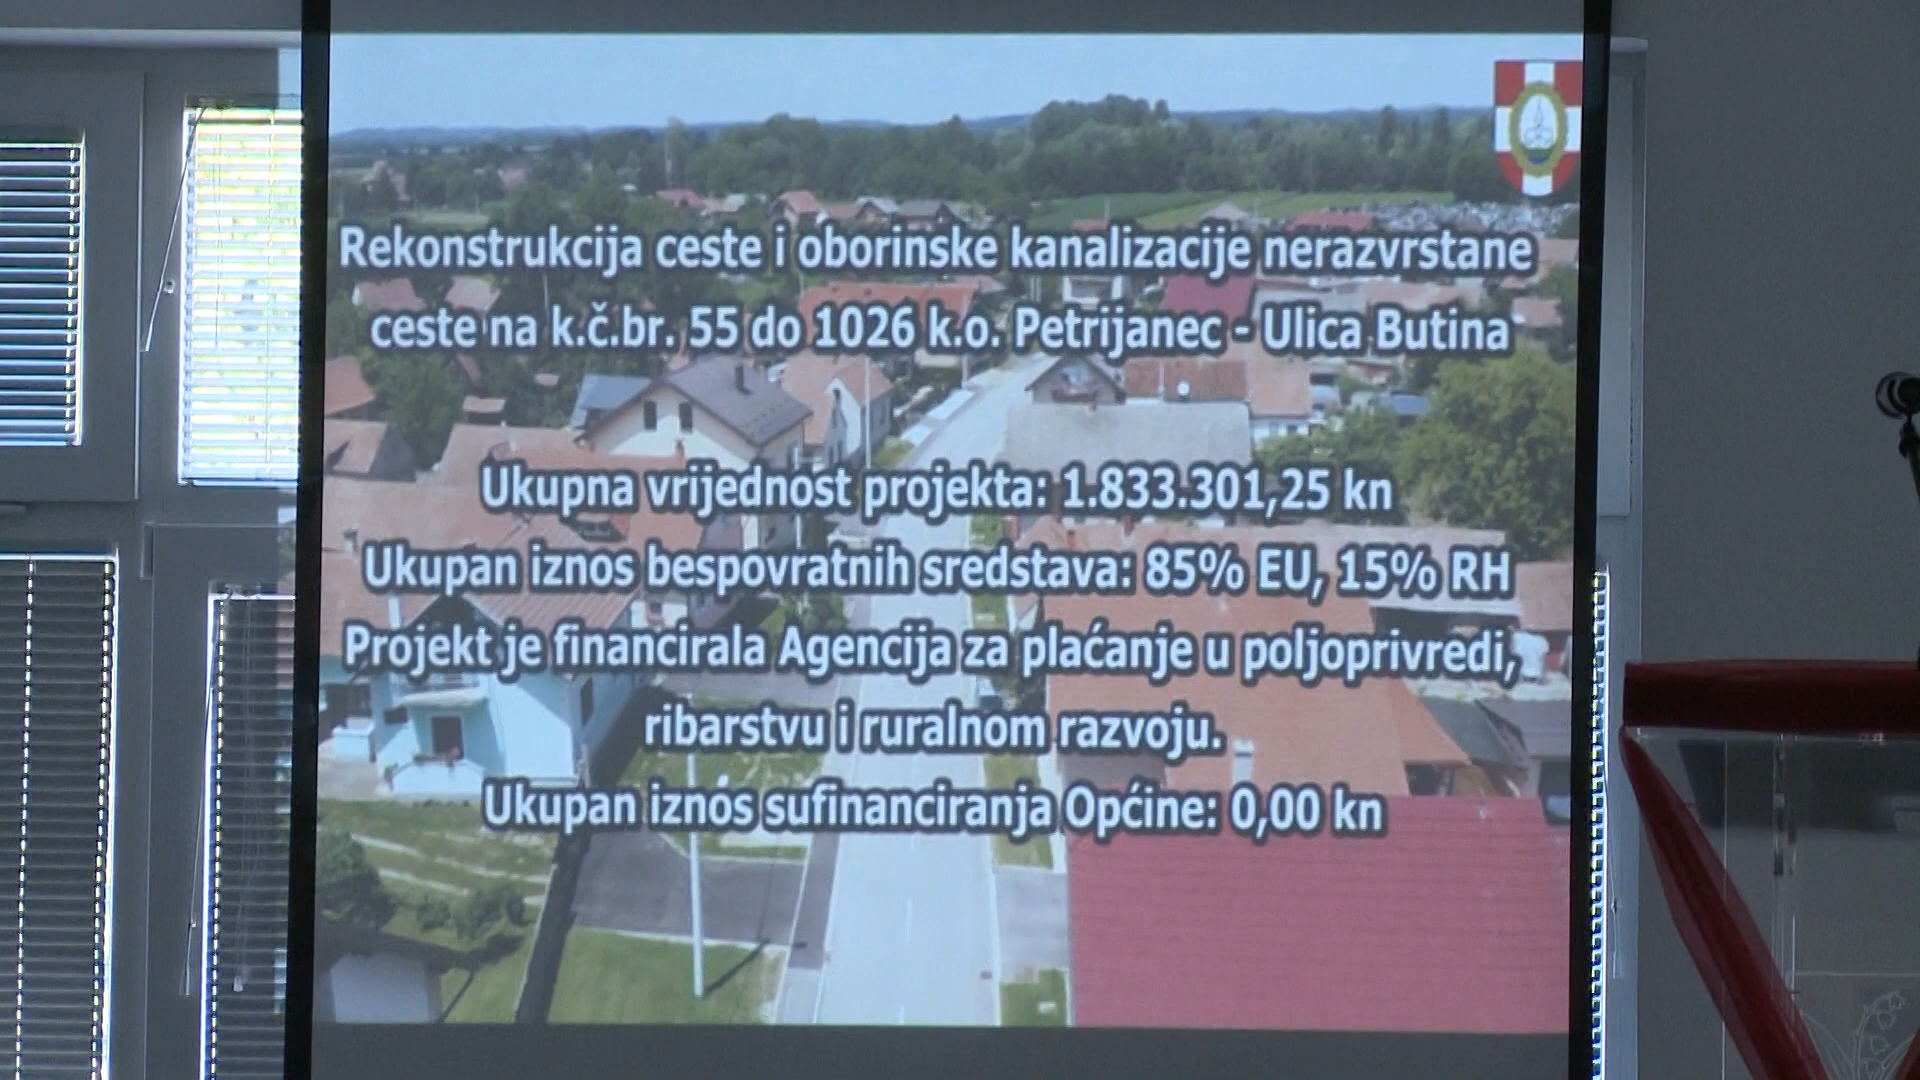 Rekonstrukcija ceste i oborinske kanalizacije nerazvrstane
ceste na k.č.br. 55 do 1026 k.o. Petrijanec - Ulica Butina
Ukupna vrijednost projekta: 1.833.301,25 kn
Ukupan iznos bespovratnih sredstava: 85% EU, 15% RH
Projekt je financirala Agencija za plaćanje u poljoprivredi,
ribarstvu i ruralnom razvoju.
Ukupan iznos sufinanciranja Općine: 0,00 kn